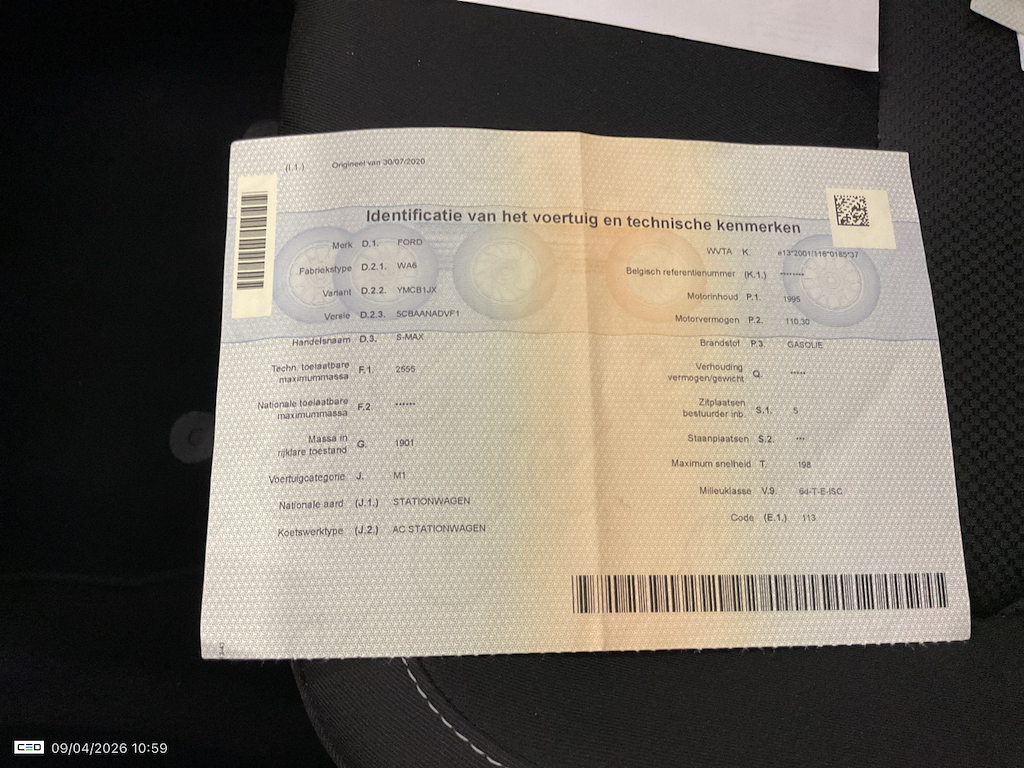 (I.1.) Origineel van 30/07/2020
Identificatie van het voertuig en technische kenmerken
Merk D.1. FORD
Fabriekstype D.2.1. WA6
Variant D.2.2. YMCB1JX
Versie D.2.3. 5CBAANADVF1
Handelsnaam D.3. S-MAX
Techn. toelaatbare
maximummassa F.1. 2555
Nationale toelaatbare
maximummassa F.2. ******
Massa in
rijklare toestand G. 1901
Voertuigcategorie J. M1
Nationale aard (J.1.) STATIONWAGEN
Koetswerktype (J.2.) AC STATIONWAGEN
WVTA K. e13*2001/116*0185*37
Belgisch referentienummer (K.1.) ********
Motorinhoud P.1. 1995
Motorvermogen P.2. 110,30
Brandstof P.3. GASOLIE
Verhouding
vermogen/gewicht Q. *****
Zitplaatsen
bestuurder inb. S.1. 5
Staanplaatsen S.2. ***
Maximum snelheid T. 198
Milieuklasse V.9. 6d-T-E-ISC
Code (E.1.) 113
CEO 09/04/2026 10:59